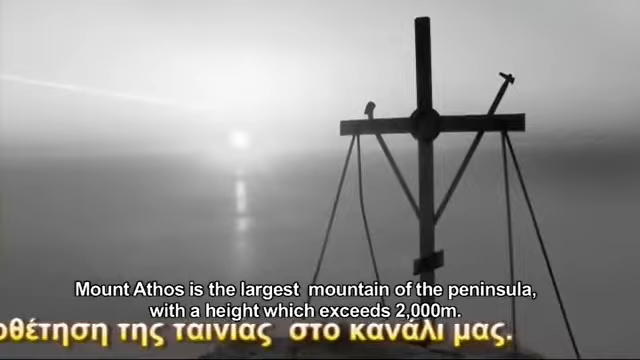 Mount Athos is the largest mountain of the peninsula,
with a height which exceeds 2,000m.
οθέτηση της ταινίας στο κανάλι μας.